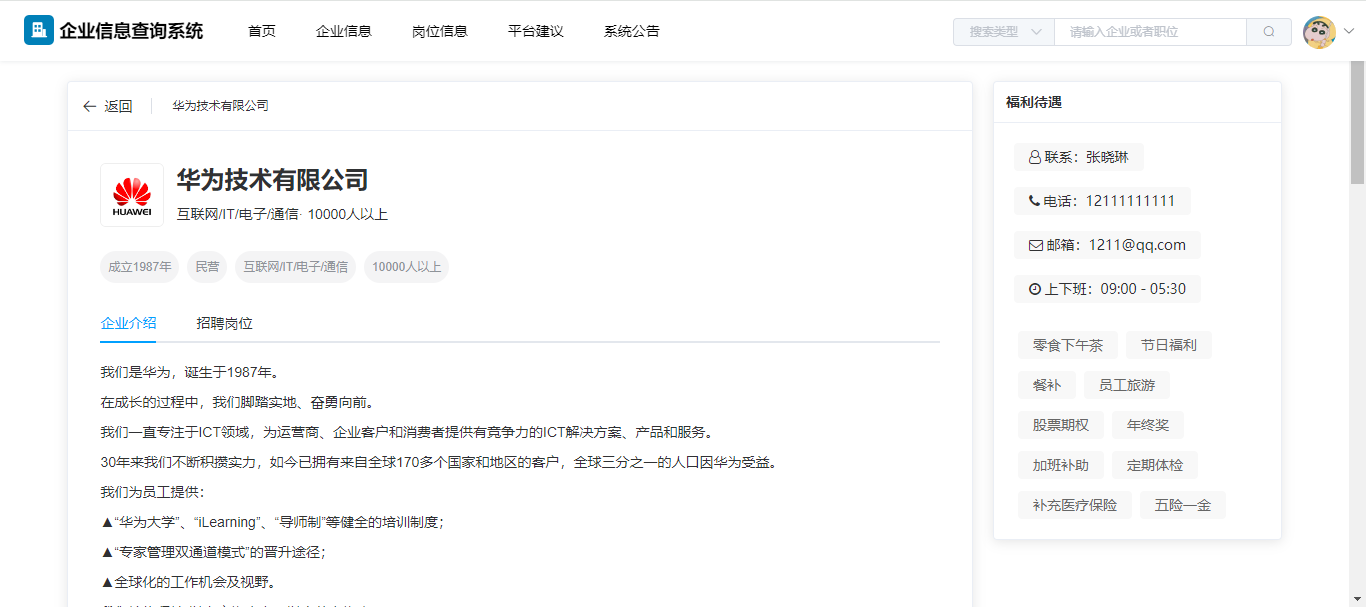 企业信息查询系统 首页 企业信息 岗位信息 平台建议 系统公告 搜索类型 请输入企业或者职位
返回 华为技术有限公司
HUAWEI
华为技术有限公司
互联网/IT/电子/通信· 10000人以上
成立1987年 民营 互联网/IT/电子/通信 10000人以上
企业介绍 招聘岗位
我们是华为，诞生于1987年。
在成长的过程中，我们脚踏实地、奋勇向前。
我们一直专注于ICT领域，为运营商、企业客户和消费者提供有竞争力的ICT解决方案、产品和服务。
30年来我们不断积攒实力，如今已拥有来自全球170多个国家和地区的客户，全球三分之一的人口因华为受益。
我们为员工提供：
▲“华为大学”、“iLearning”、“导师制”等健全的培训制度；
▲“专家管理双通道模式”的晋升途径；
▲全球化的工作机会及视野。
福利待遇
联系：张晓琳
电话：12111111111
邮箱：1211@qq.com
上下班：09:00 - 05:30
零食下午茶 节日福利
餐补 员工旅游
股票期权 年终奖
加班补助 定期体检
补充医疗保险 五险一金